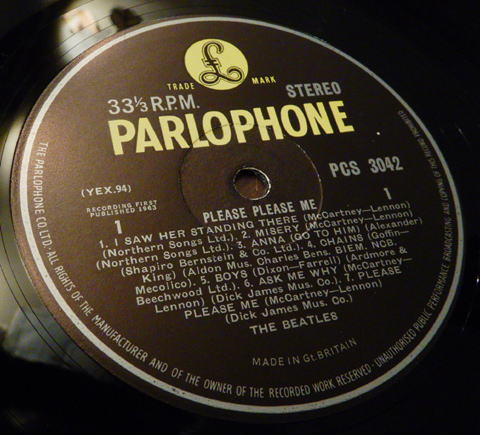 £
TRADE MARK
33⅓ R.P.M. STEREO
PARLOPHONE
PCS 3042
(YEX.94)
RECORDING FIRST
PUBLISHED 1963
1 1
PLEASE PLEASE ME
1. I SAW HER STANDING THERE (McCartney—Lennon)
(Northern Songs Ltd.). 2. MISERY (McCartney—Lennon)
(Northern Songs Ltd.). 3. ANNA (GO TO HIM) (Alexander)
(Shapiro Bernstein & Co. Ltd.). 4. CHAINS (Goffin—
King) (Aldon Mus. Charles Bens. BIEM. NCB.
Mecolico). 5. BOYS (Dixon—Farrell) (Ardmore &
Beechwood Ltd.) 6. ASK ME WHY (McCartney—
Lennon) (Dick James Mus. Co.) 7. PLEASE
PLEASE ME (McCartney—Lennon)
(Dick James Mus. Co.)
THE BEATLES
MADE IN Gt. BRITAIN
THE PARLOPHONE CO. LTD. · ALL RIGHTS OF THE MANUFACTURER AND OF THE OWNER OF THE RECORDED WORK RESERVED · UNAUTHORISED PUBLIC PERFORMANCE BROADCASTING AND COPYING OF THIS RECORD PROHIBITED